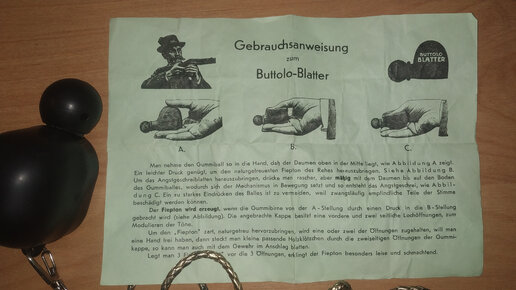 Gebrauchsanweisung
zum
Buttolo-Blatter
BUTTOLO
BLATTER
A.
B.
C.
Man nehme den Gummiball so in die Hand, daß der Daumen oben in der Mitte liegt, wie Abbildung A zeigt.
Ein leichter Druck genügt, um den naturgetreuesten Fiepton des Rehes hervorzubringen. Siehe Abbildung B.
Um das Angstgeschreiblatten hervorzubringen, drücke man rascher, aber mäßig mit dem Daumen bis auf den Boden
des Gummiballes, wodurch sich der Mechanismus in Bewegung setzt und so entsteht das Angstgeschrei, wie Abbil-
dung C. Ein zu starkes Eindrücken des Balles ist zu vermeiden, weil zwangläufig empfindliche Teile der Stimme
beschädigt werden können.
Der Fiepton wird erzeugt, wenn die Gummibirne von der A-Stellung durch einen Druck in die B-Stellung
gebracht wird (siehe Abbildung). Die angebrachte Kappe besitzt eine vordere und zwei seitliche Lochöffnungen, zum
Modulieren der Töne.
Um den „Fiepton" zart, naturgetreu hervorzubringen, wird eine oder zwei der Öffnungen zugehalten, will man
eine Hand frei haben, dann steckt man kleine passende Holzklötzchen durch die zweiseitigen Öffnungen der Gummi-
kappe, so kann man auch mit dem Gewehr im Anschlag blatten.
Legt man 3 vor die 3 Öffnungen, erklingt der Fiepton besonders leise und schmachtend.